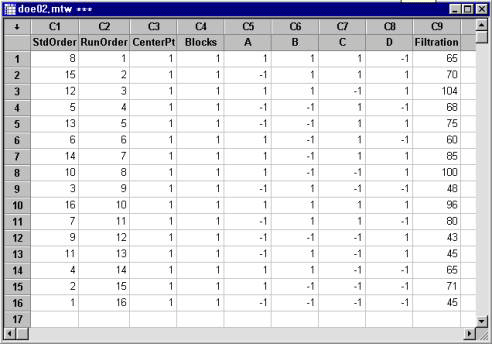 doe02.mtw ***
↓ C1 C2 C3 C4 C5 C6 C7 C8 C9
StdOrder RunOrder CenterPt Blocks A B C D Filtration
1 8 1 1 1 1 1 1 -1 65
2 15 2 1 1 -1 1 1 1 70
3 12 3 1 1 1 1 -1 1 104
4 5 4 1 1 -1 -1 1 -1 68
5 13 5 1 1 -1 -1 1 1 75
6 6 6 1 1 1 -1 1 -1 60
7 14 7 1 1 1 -1 1 1 85
8 10 8 1 1 1 -1 -1 1 100
9 3 9 1 1 -1 1 -1 -1 48
10 16 10 1 1 1 1 1 1 96
11 7 11 1 1 -1 1 1 -1 80
12 9 12 1 1 -1 -1 -1 1 43
13 11 13 1 1 -1 1 -1 1 45
14 4 14 1 1 1 1 -1 -1 65
15 2 15 1 1 1 -1 -1 -1 71
16 1 16 1 1 -1 -1 -1 -1 45
17